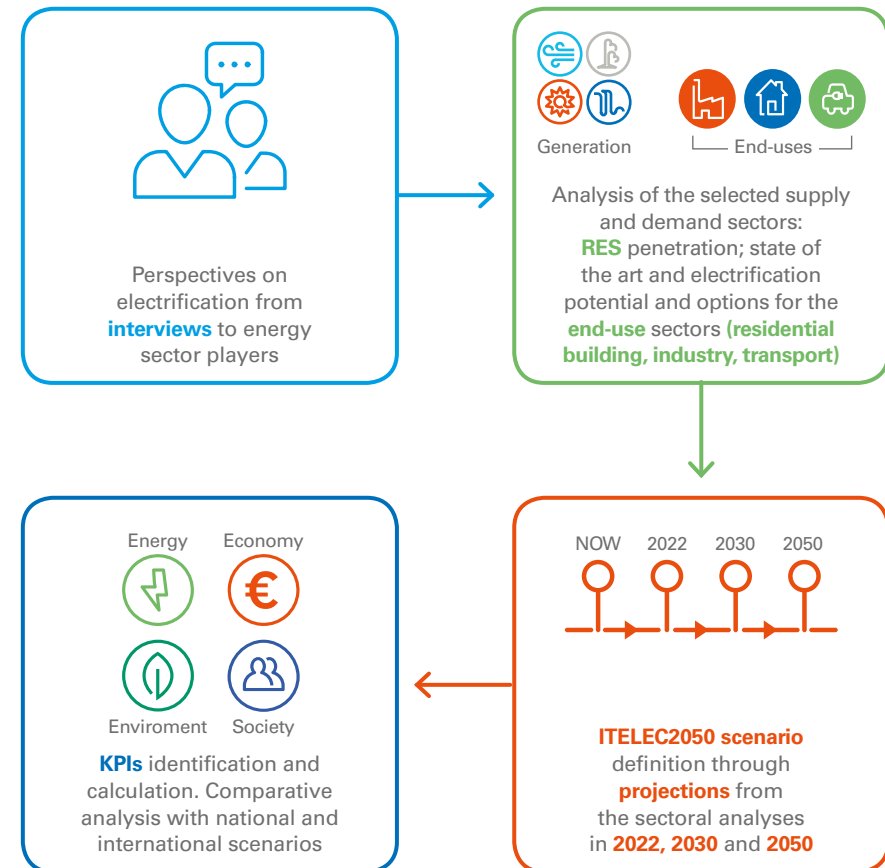 Perspectives on
electrification from
interviews to energy
sector players
Generation
End-uses
Analysis of the selected supply
and demand sectors:
RES penetration; state of
the art and electrification
potential and options for the
end-use sectors (residential
building, industry, transport)
NOW 2022 2030 2050
ITELEC2050 scenario
definition through
projections from
the sectoral analyses
in 2022, 2030 and 2050
Energy Economy
€
Enviroment Society
KPIs identification and
calculation. Comparative
analysis with national and
international scenarios